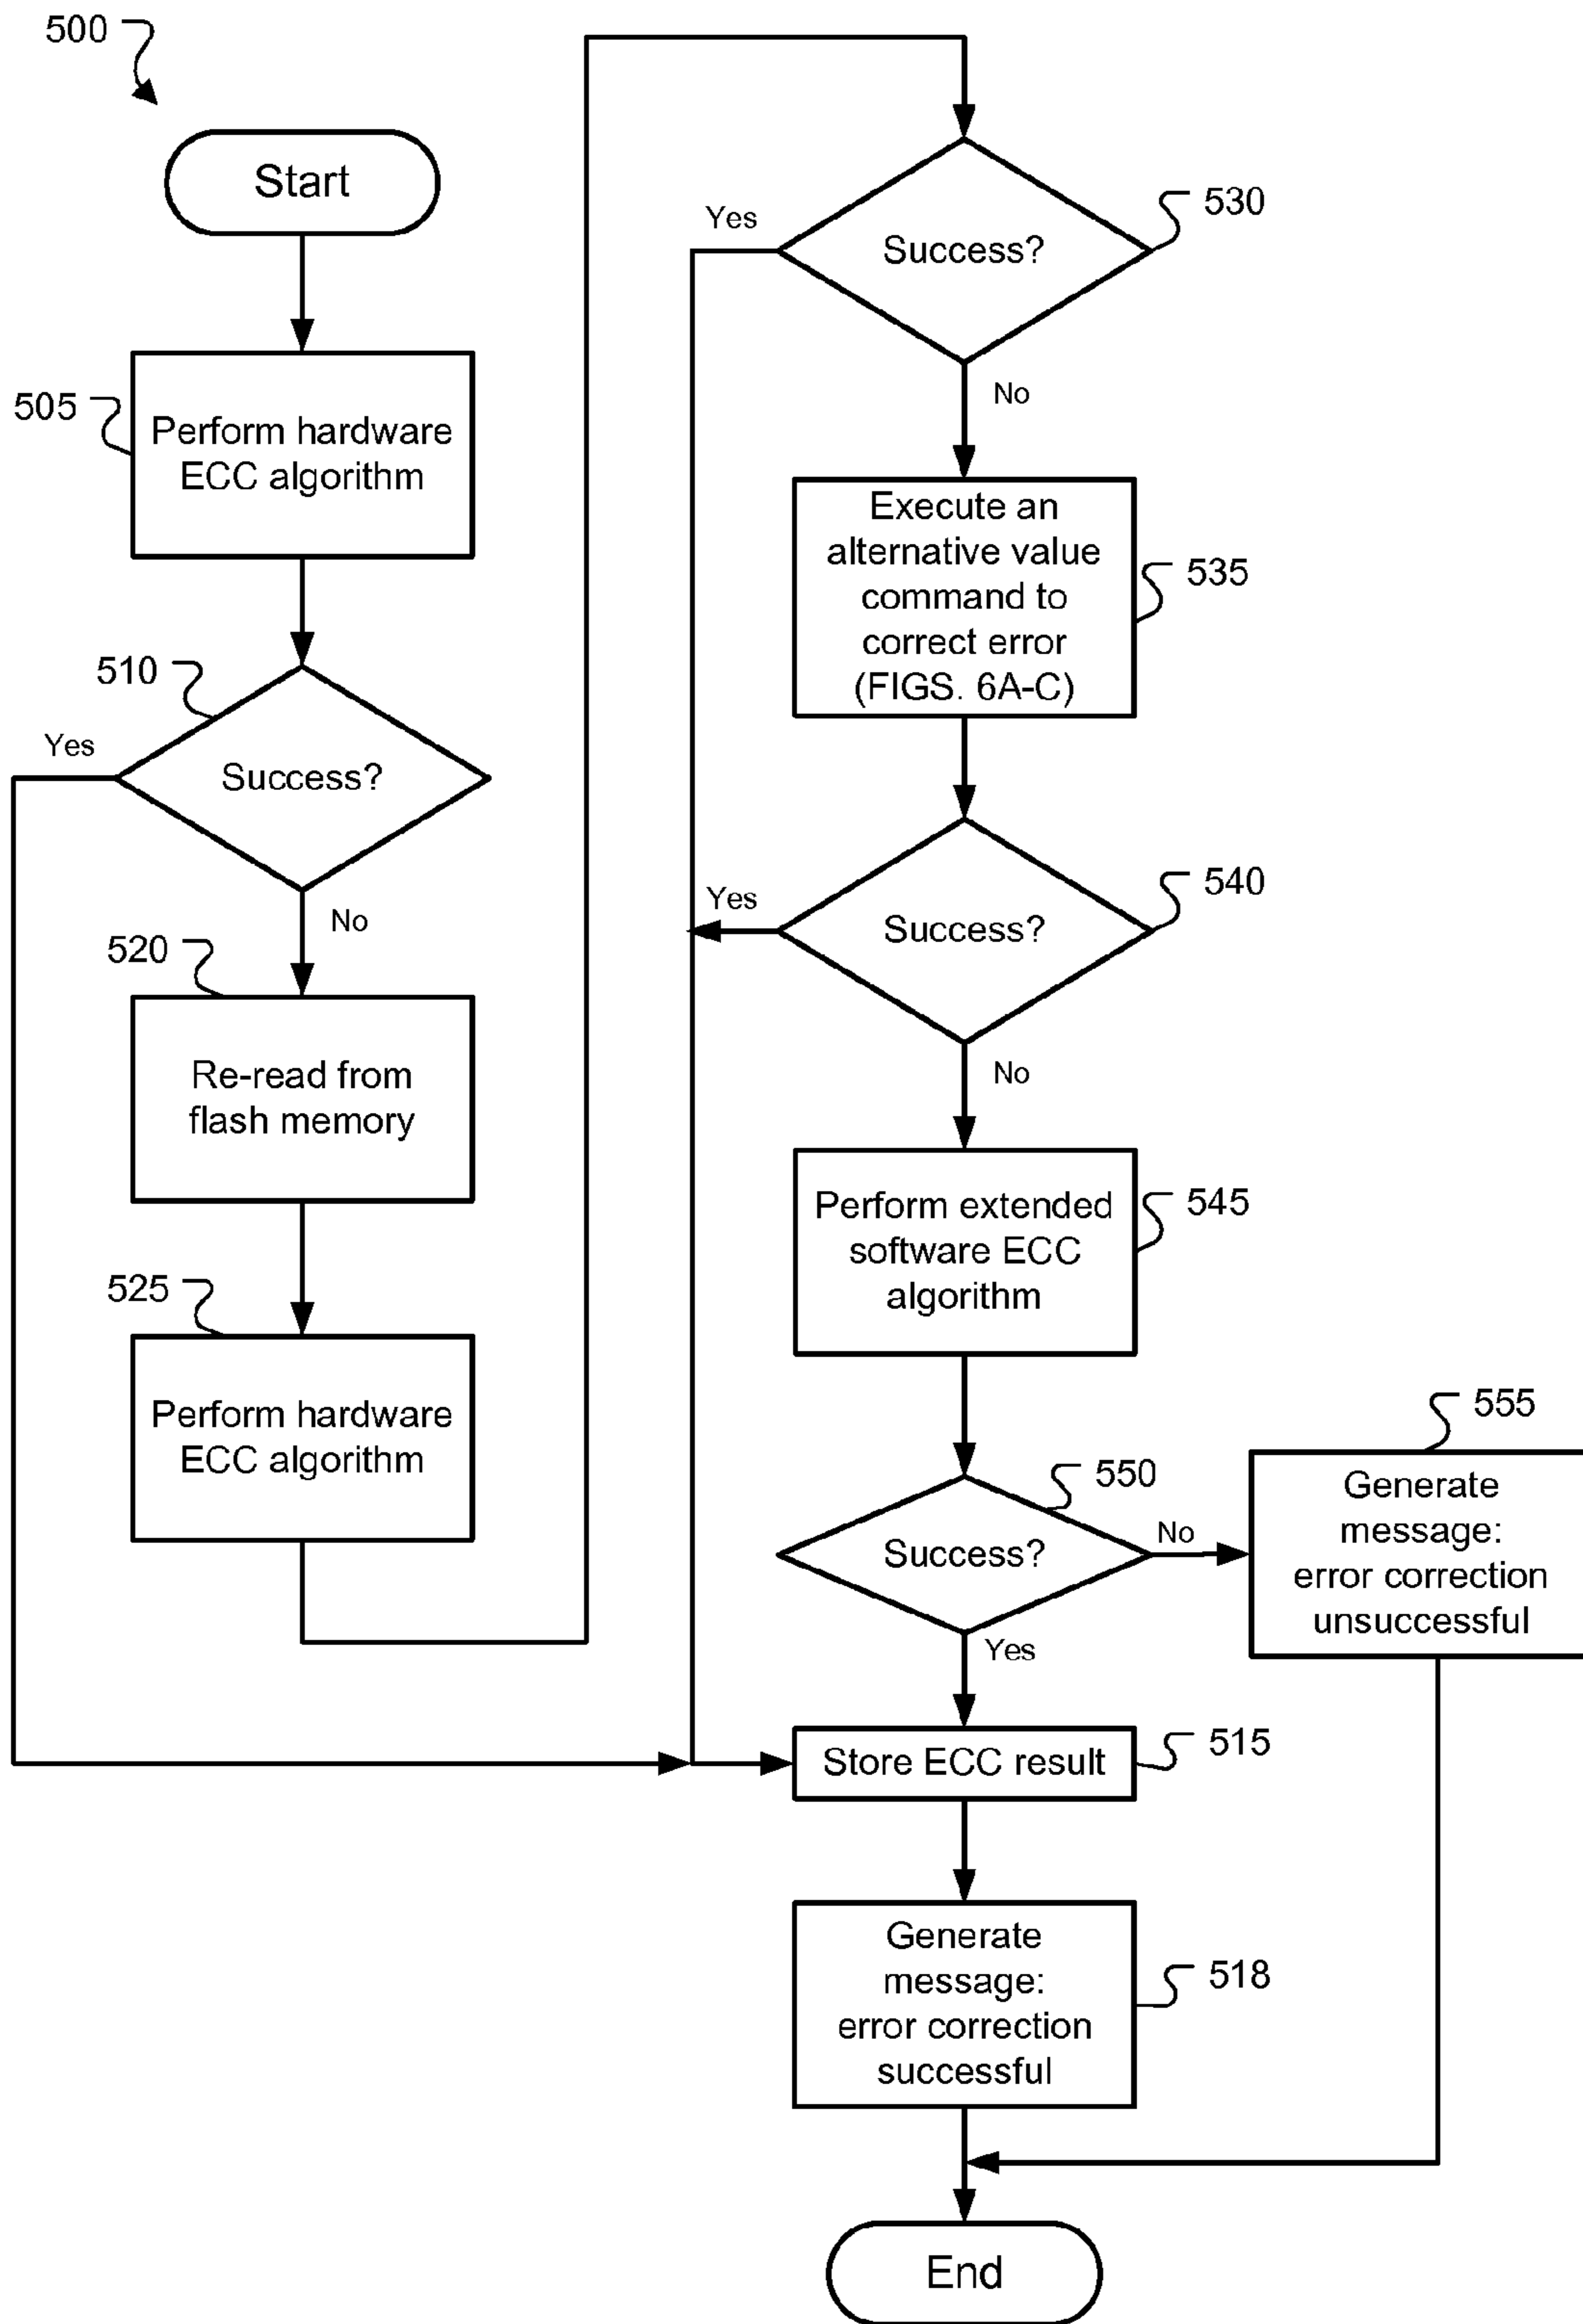 500
Start
505
Perform hardware
ECC algorithm
510
Yes
Success?
No
520
Re-read from
flash memory
525
Perform hardware
ECC algorithm
530
Yes
Success?
No
Execute an
alternative value
command to
correct error
(FIGS. 6A-C)
535
540
Yes
Success?
No
Perform extended
software ECC
algorithm
545
550
Success?
No
Yes
555
Generate
message:
error correction
unsuccessful
Store ECC result
515
Generate
message:
error correction
successful
518
End